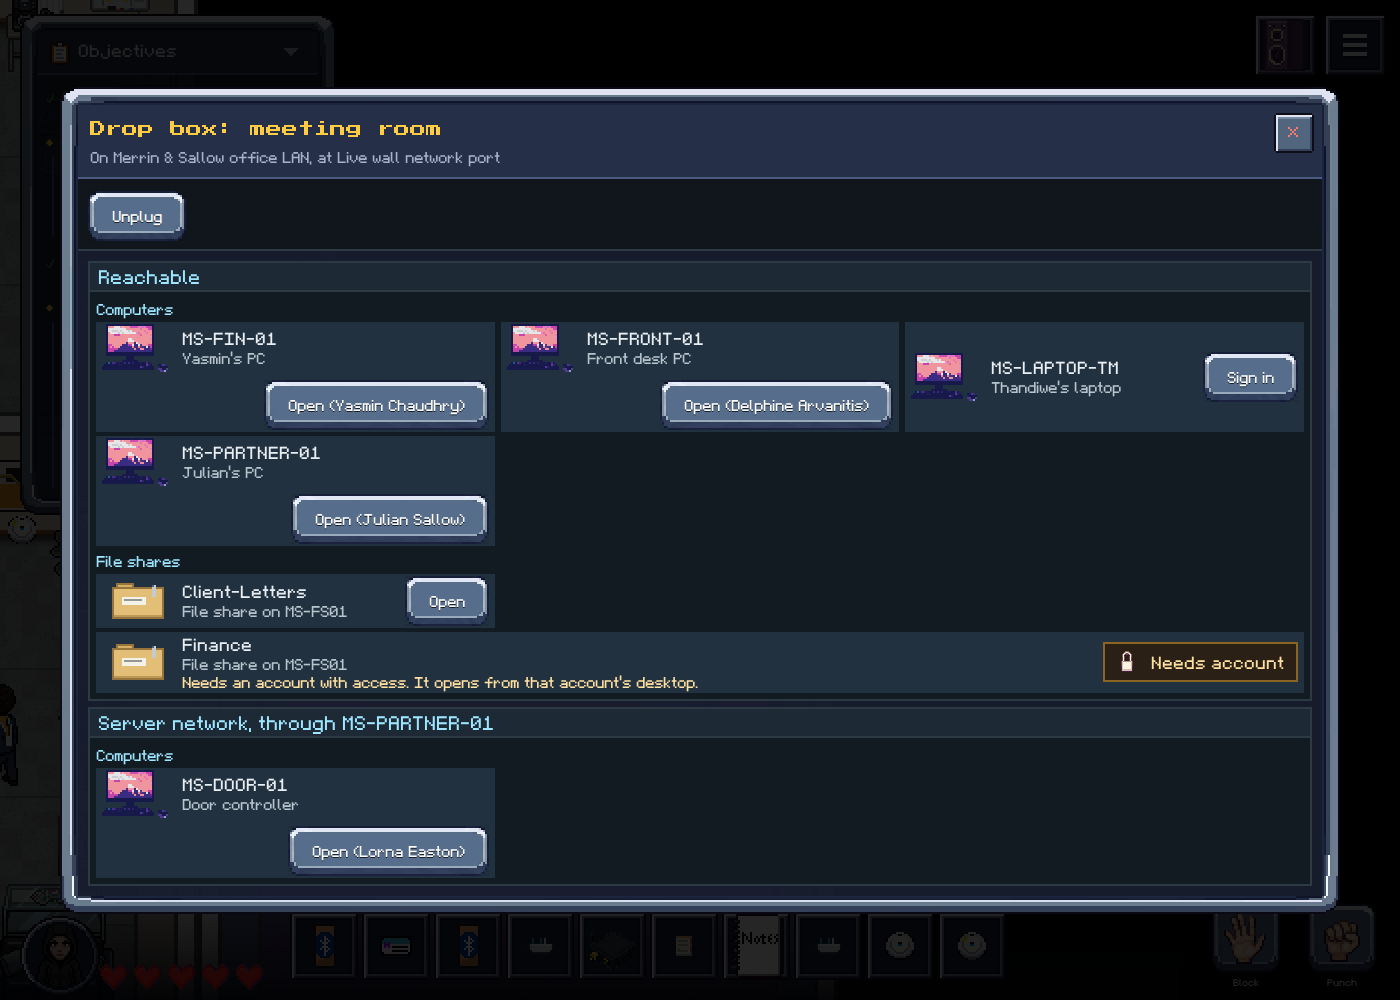 Objectives
Drop box: meeting room
On Merrin & Sallow office LAN, at Live wall network port
Unplug
Reachable
Computers
MS-FIN-01
Yasmin's PC
Open (Yasmin Chaudhry)
MS-FRONT-01
Front desk PC
Open (Delphine Arvanitis)
MS-LAPTOP-TM
Thandiwe's laptop
Sign in
MS-PARTNER-01
Julian's PC
Open (Julian Sallow)
File shares
Client-Letters
File share on MS-FS01
Open
Finance
File share on MS-FS01
Needs an account with access. It opens from that account's desktop.
Needs account
Server network, through MS-PARTNER-01
Computers
MS-DOOR-01
Door controller
Open (Lorna Easton)
Notes
Block
Punch